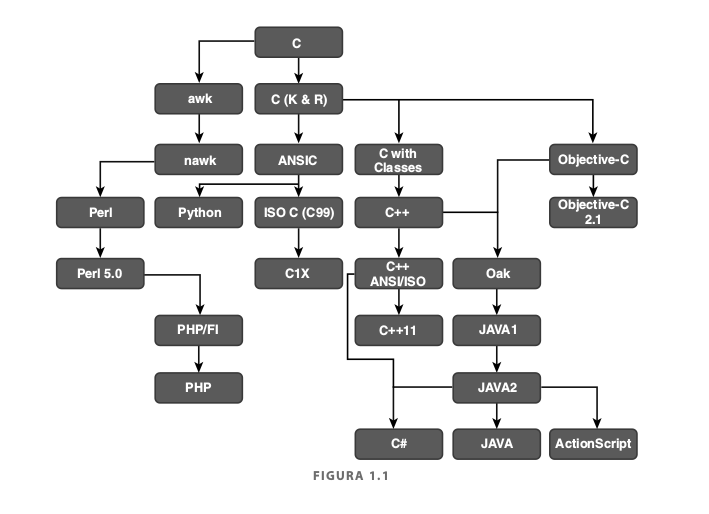 C
awk
C (K & R)
nawk
ANSIC
C with
Classes
Objective-C
Perl
Python
ISO C (C99)
C++
Objective-C
2.1
Perl 5.0
C1X
C++
ANSI/ISO
Oak
PHP/FI
C++11
JAVA1
PHP
JAVA2
C#
JAVA
ActionScript
FIGURA 1.1